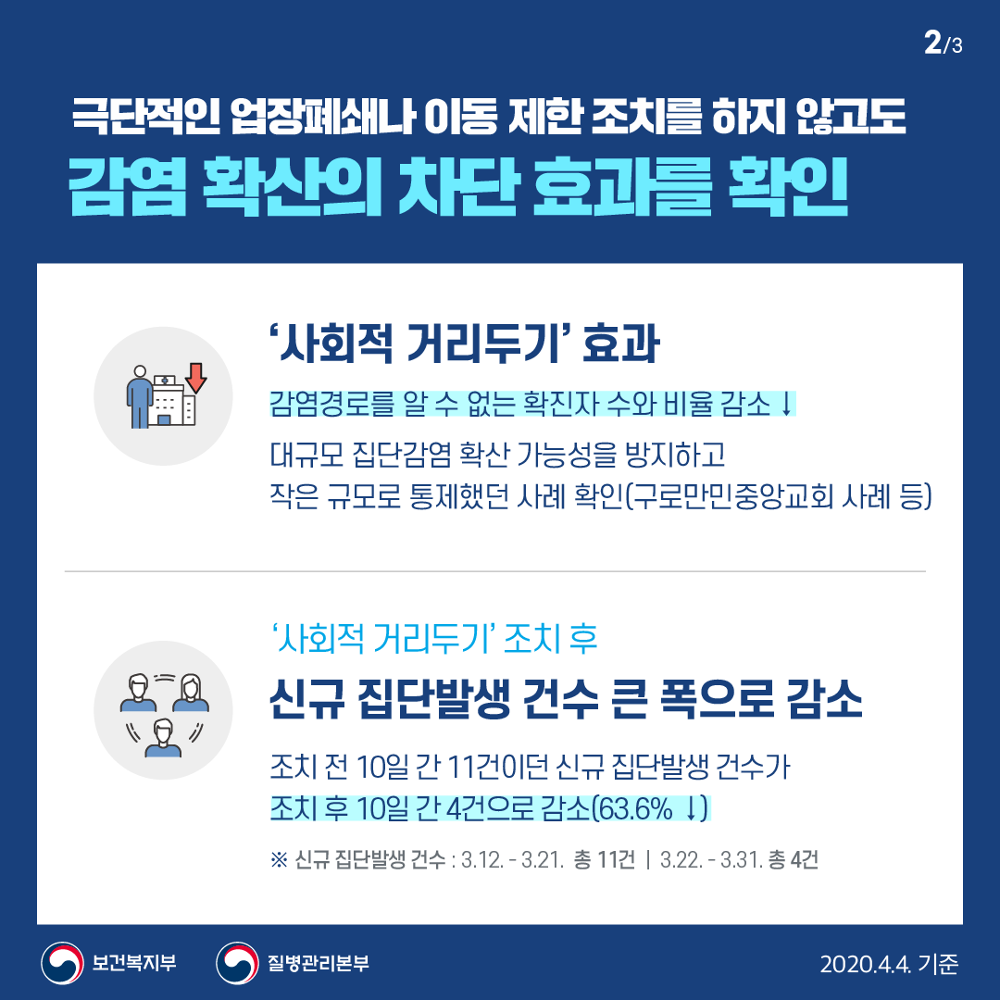 2/3
극단적인 업장폐쇄나 이동 제한 조치를 하지 않고도
감염 확산의 차단 효과를 확인
‘사회적 거리두기’ 효과
감염경로를 알 수 없는 확진자 수와 비율 감소 ↓
대규모 집단감염 확산 가능성을 방지하고
작은 규모로 통제했던 사례 확인(구로만민중앙교회 사례 등)
‘사회적 거리두기’ 조치 후
신규 집단발생 건수 큰 폭으로 감소
조치 전 10일 간 11건이던 신규 집단발생 건수가
조치 후 10일 간 4건으로 감소(63.6% ↓)
※ 신규 집단발생 건수 : 3.12. - 3.21. 총 11건 | 3.22. - 3.31. 총 4건
보건복지부 질병관리본부 2020.4.4. 기준